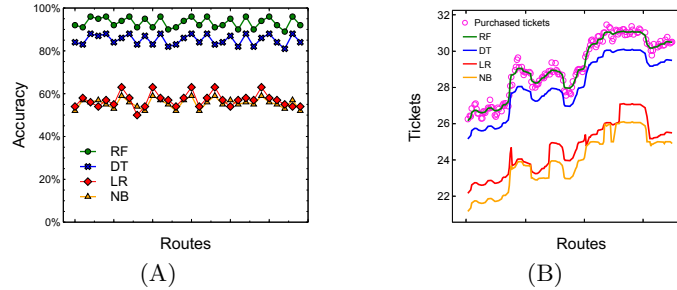 100%
80%
60%
40%
20%
0%
Accuracy
RF
DT
LR
NB
Routes
(A)
30
28
26
24
22
Tickets
Purchased tickets
RF
DT
LR
NB
Routes
(B)